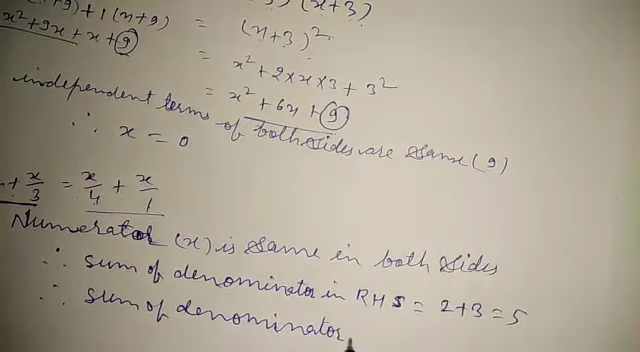 +9)+1(x+9) = (x+3)
x²+9x+x+9 = (x+3)²
= x²+2×x×3+3²
= x²+6x+9
independent terms of both sides are same (9)
∴ x = 0
+ x/3 = x/4 + x/1
Numerator (x) is same in both sides
∴ sum of denominator in RHS = 2+3=5
∴ sum of denominator